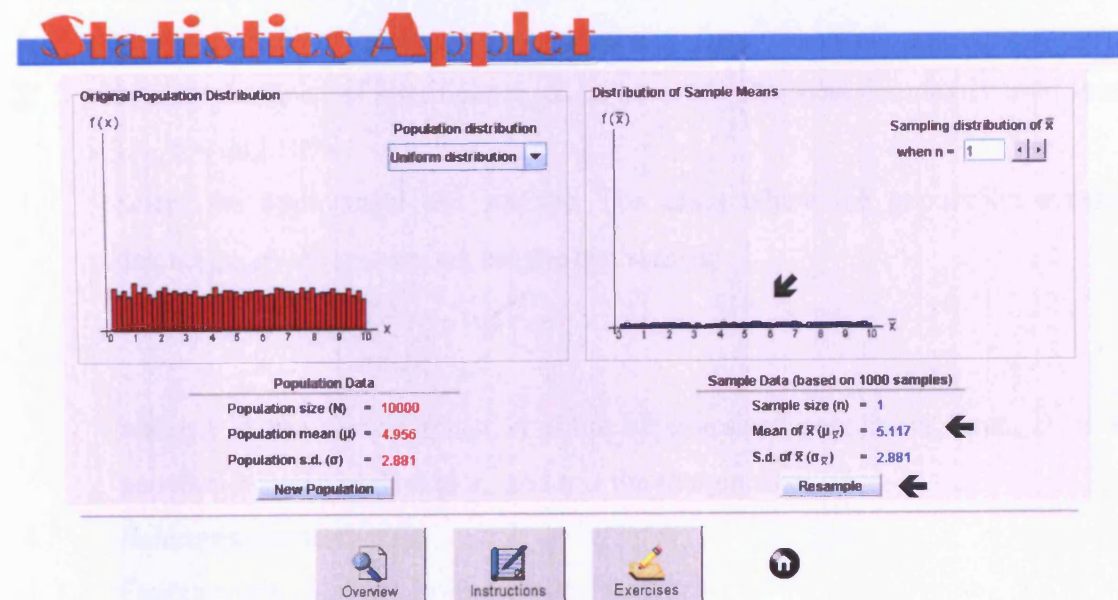 Statistics Applet
Original Population Distribution
f(x)
Population distribution
Uniform distribution
x
0 1 2 3 4 5 6 7 8 9 10
Population Data
Population size (N) = 10000
Population mean (μ) = 4.956
Population s.d. (σ) = 2.881
New Population
Distribution of Sample Means
f(x̅)
Sampling distribution of x̅
when n = 1
x̅
0 1 2 3 4 5 6 7 8 9 10
Sample Data (based on 1000 samples)
Sample size (n) = 1
Mean of x̅ (μx̅) = 5.117
S.d. of x̅ (σx̅) = 2.881
Resample
Overview
Instructions
Exercises